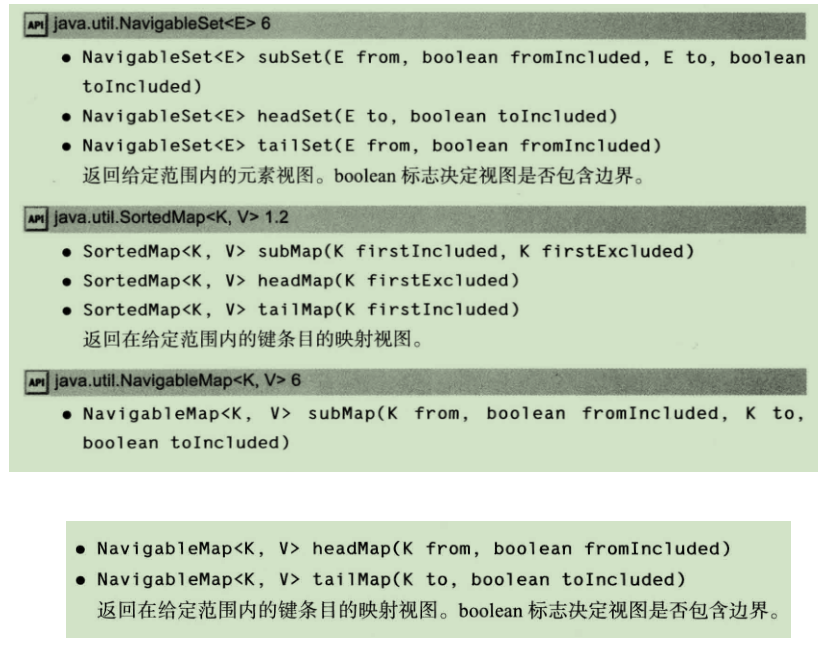 API java.util.NavigableSet<E> 6
● NavigableSet<E> subSet(E from, boolean fromIncluded, E to, boolean
toIncluded)
● NavigableSet<E> headSet(E to, boolean toIncluded)
● NavigableSet<E> tailSet(E from, boolean fromIncluded)
返回给定范围内的元素视图。boolean 标志决定视图是否包含边界。
API java.util.SortedMap<K, V> 1.2
● SortedMap<K, V> subMap(K firstIncluded, K firstExcluded)
● SortedMap<K, V> headMap(K firstExcluded)
● SortedMap<K, V> tailMap(K firstIncluded)
返回在给定范围内的键条目的映射视图。
API java.util.NavigableMap<K, V> 6
● NavigableMap<K, V> subMap(K from, boolean fromIncluded, K to,
boolean toIncluded)
● NavigableMap<K, V> headMap(K from, boolean fromIncluded)
● NavigableMap<K, V> tailMap(K to, boolean toIncluded)
返回在给定范围内的键条目的映射视图。boolean 标志决定视图是否包含边界。